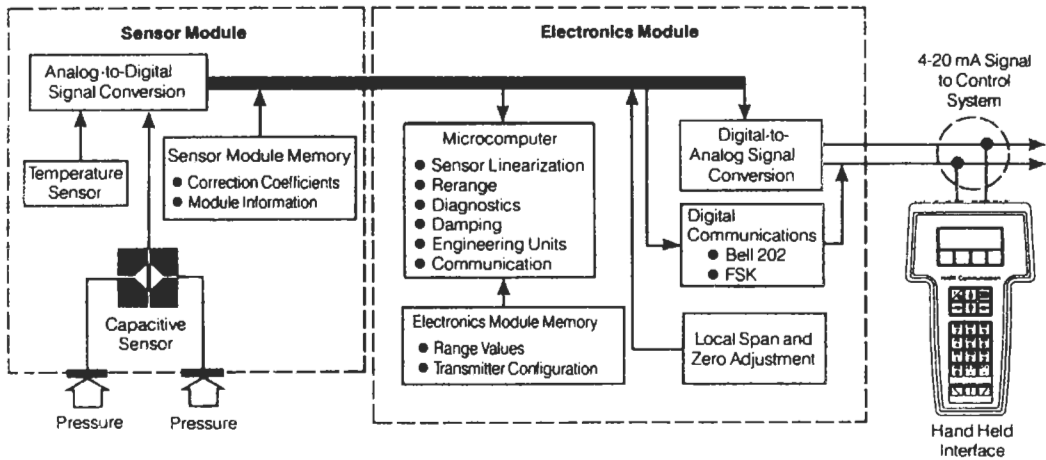 Sensor Module
Analog-to-Digital
Signal Conversion
Temperature
Sensor
Sensor Module Memory
● Correction Coefficients
● Module Information
Capacitive
Sensor
Pressure
Pressure
Electronics Module
Microcomputer
● Sensor Linearization
● Rerange
● Diagnostics
● Damping
● Engineering Units
● Communication
Electronics Module Memory
● Range Values
● Transmitter Configuration
Digital-to-
Analog Signal
Conversion
Digital
Communications
● Bell 202
● FSK
Local Span and
Zero Adjustment
4-20 mA Signal
to Control
System
Communication
Hand Held
Interface